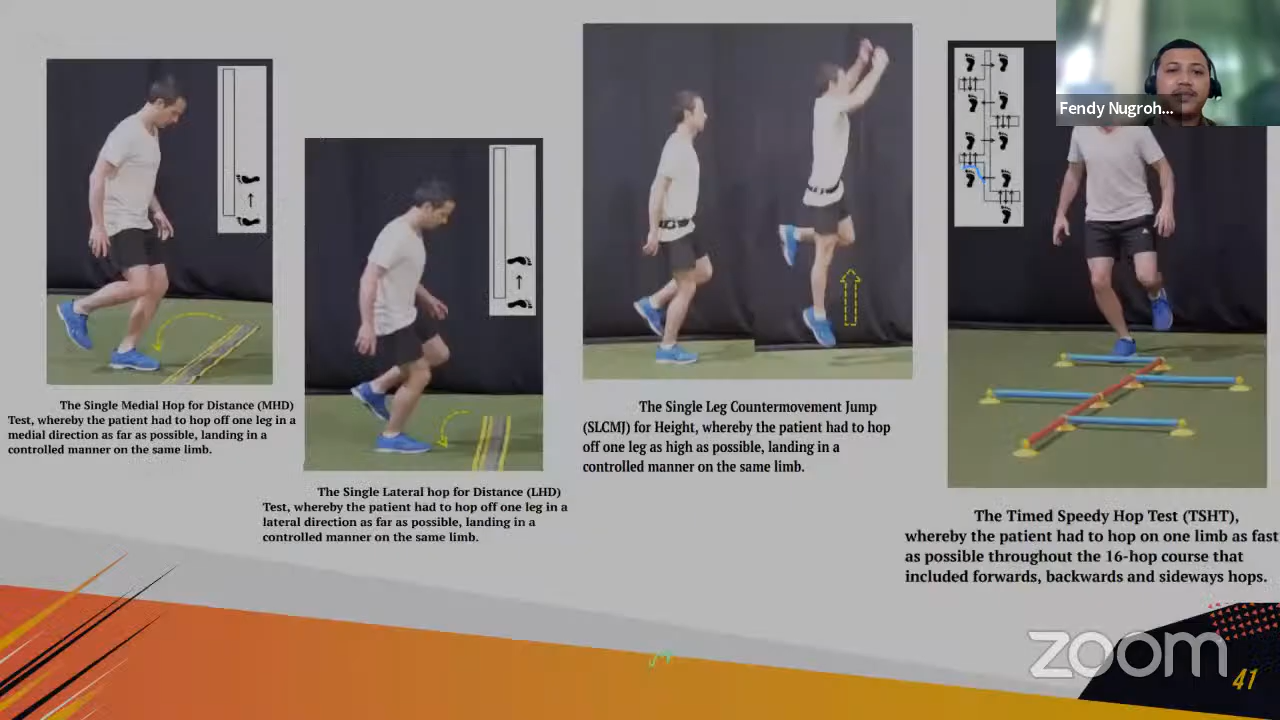 Fendy Nugroh...
The Single Medial Hop for Distance (MHD)
Test, whereby the patient had to hop off one leg in a
medial direction as far as possible, landing in a
controlled manner on the same limb.
The Single Lateral hop for Distance (LHD)
Test, whereby the patient had to hop off one leg in a
lateral direction as far as possible, landing in a
controlled manner on the same limb.
The Single Leg Countermovement Jump
(SLCMJ) for Height, whereby the patient had to hop
off one leg as high as possible, landing in a
controlled manner on the same limb.
The Timed Speedy Hop Test (TSHT),
whereby the patient had to hop on one limb as fast
as possible throughout the 16-hop course that
included forwards, backwards and sideways hops.
zoom
41